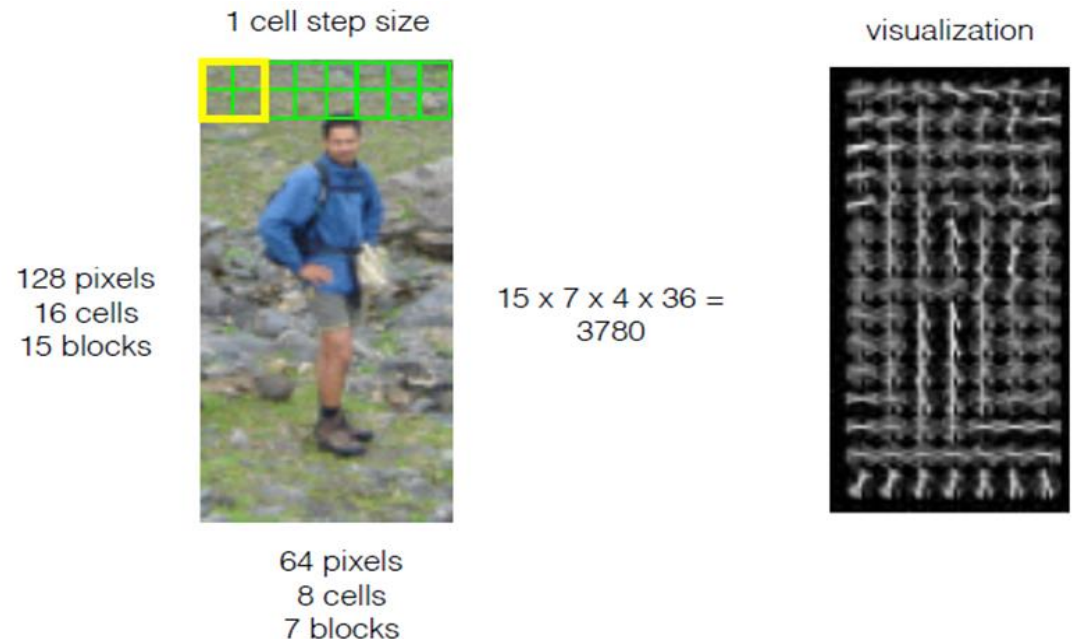 1 cell step size
visualization
128 pixels
16 cells
15 blocks
15 x 7 x 4 x 36 =
3780
64 pixels
8 cells
7 blocks